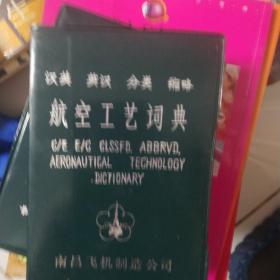 汉英 英汉 分类 缩略
航空工艺词典
C/E E/C CLSSFD, ABBRVD,
AERONAUTICAL TECHNOLOGY
DICTIONARY
南昌飞机制造公司